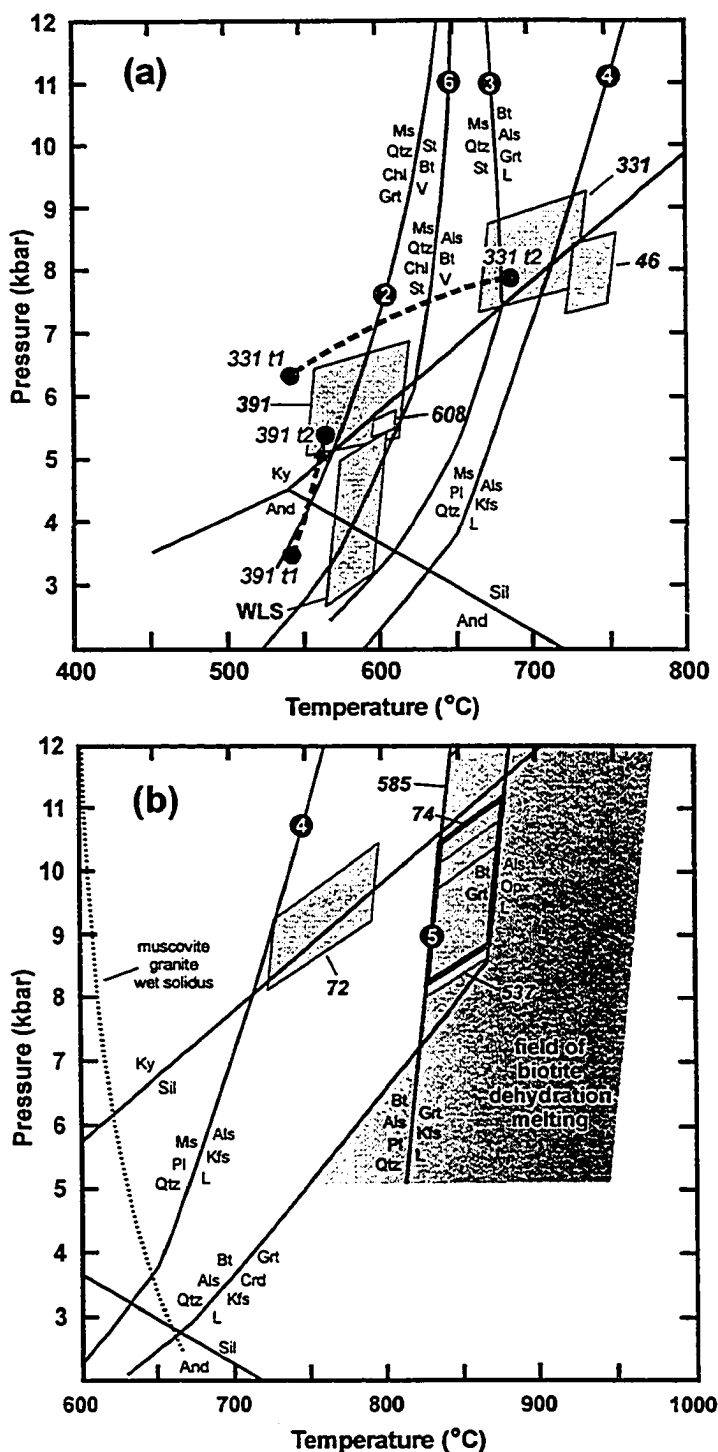 (a)
12
11
10
9
8
7
6
5
4
3
Pressure (kbar)
400
500
600
700
800
Temperature (°C)
6
3
4
2
Ms St
Qtz Bt
Chl V
Grt
Ms Bt
Qtz Als
St Grt
L
Ms Als
Qtz Bt
Chl V
St
331
46
331 t2
331 t1
391
391 t2
608
391 t1
WLS
Ky
And
Ms Als
Pl Kfs
Qtz L
Sil
And
(b)
12
11
10
9
8
7
6
5
4
3
Pressure (kbar)
600
700
800
900
1000
Temperature (°C)
4
5
585
74
72
537
muscovite
granite
wet solidus
Bt Als
Grt Opx
L
field of
biotite
dehydration
melting
Ky
Sil
Ms Als
Pl Kfs
Qtz L
Bt Grt
Als Kfs
Pl L
Qtz
Bt Grt
Als Crd
Qtz Kfs
L
Sil
And